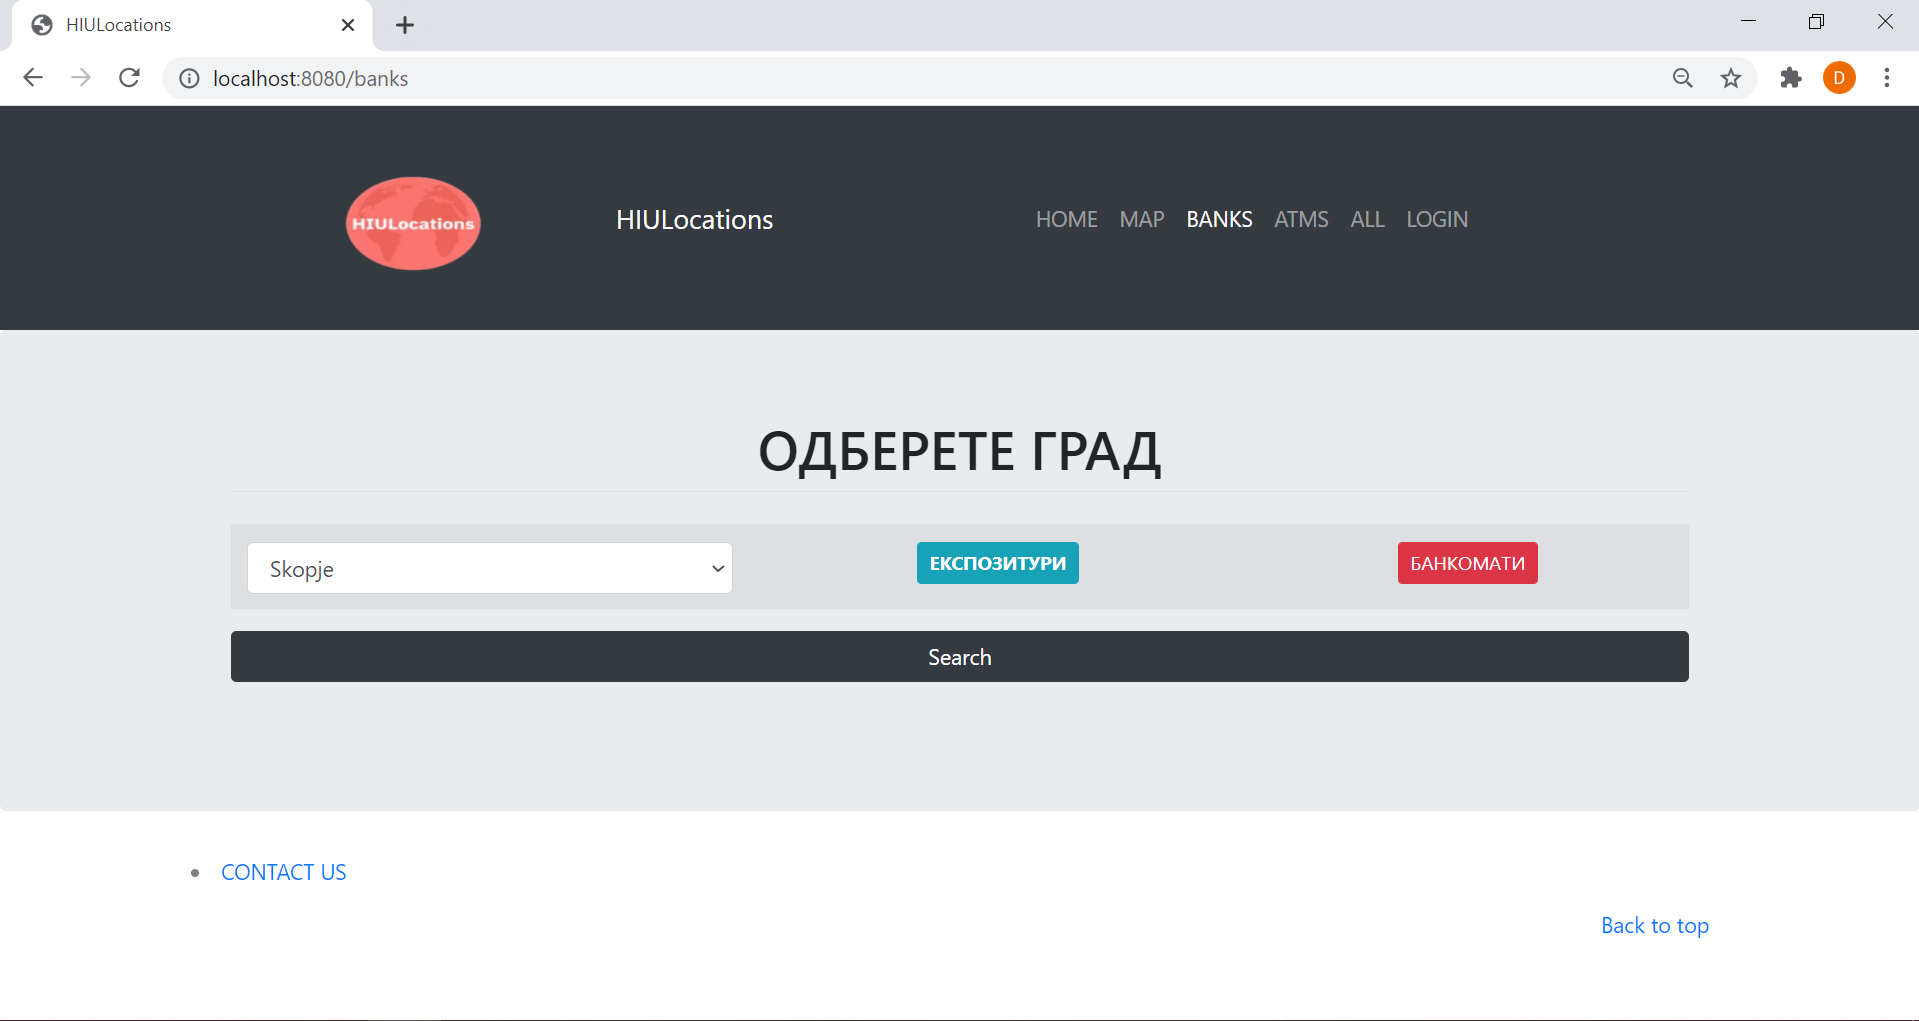 HIULocations
localhost:8080/banks
D
HIULocations
HIULocations
HOME MAP BANKS ATMS ALL LOGIN
ОДБЕРЕТЕ ГРАД
Skopje
ЕКСПОЗИТУРИ
БАНКОМАТИ
Search
CONTACT US
Back to top